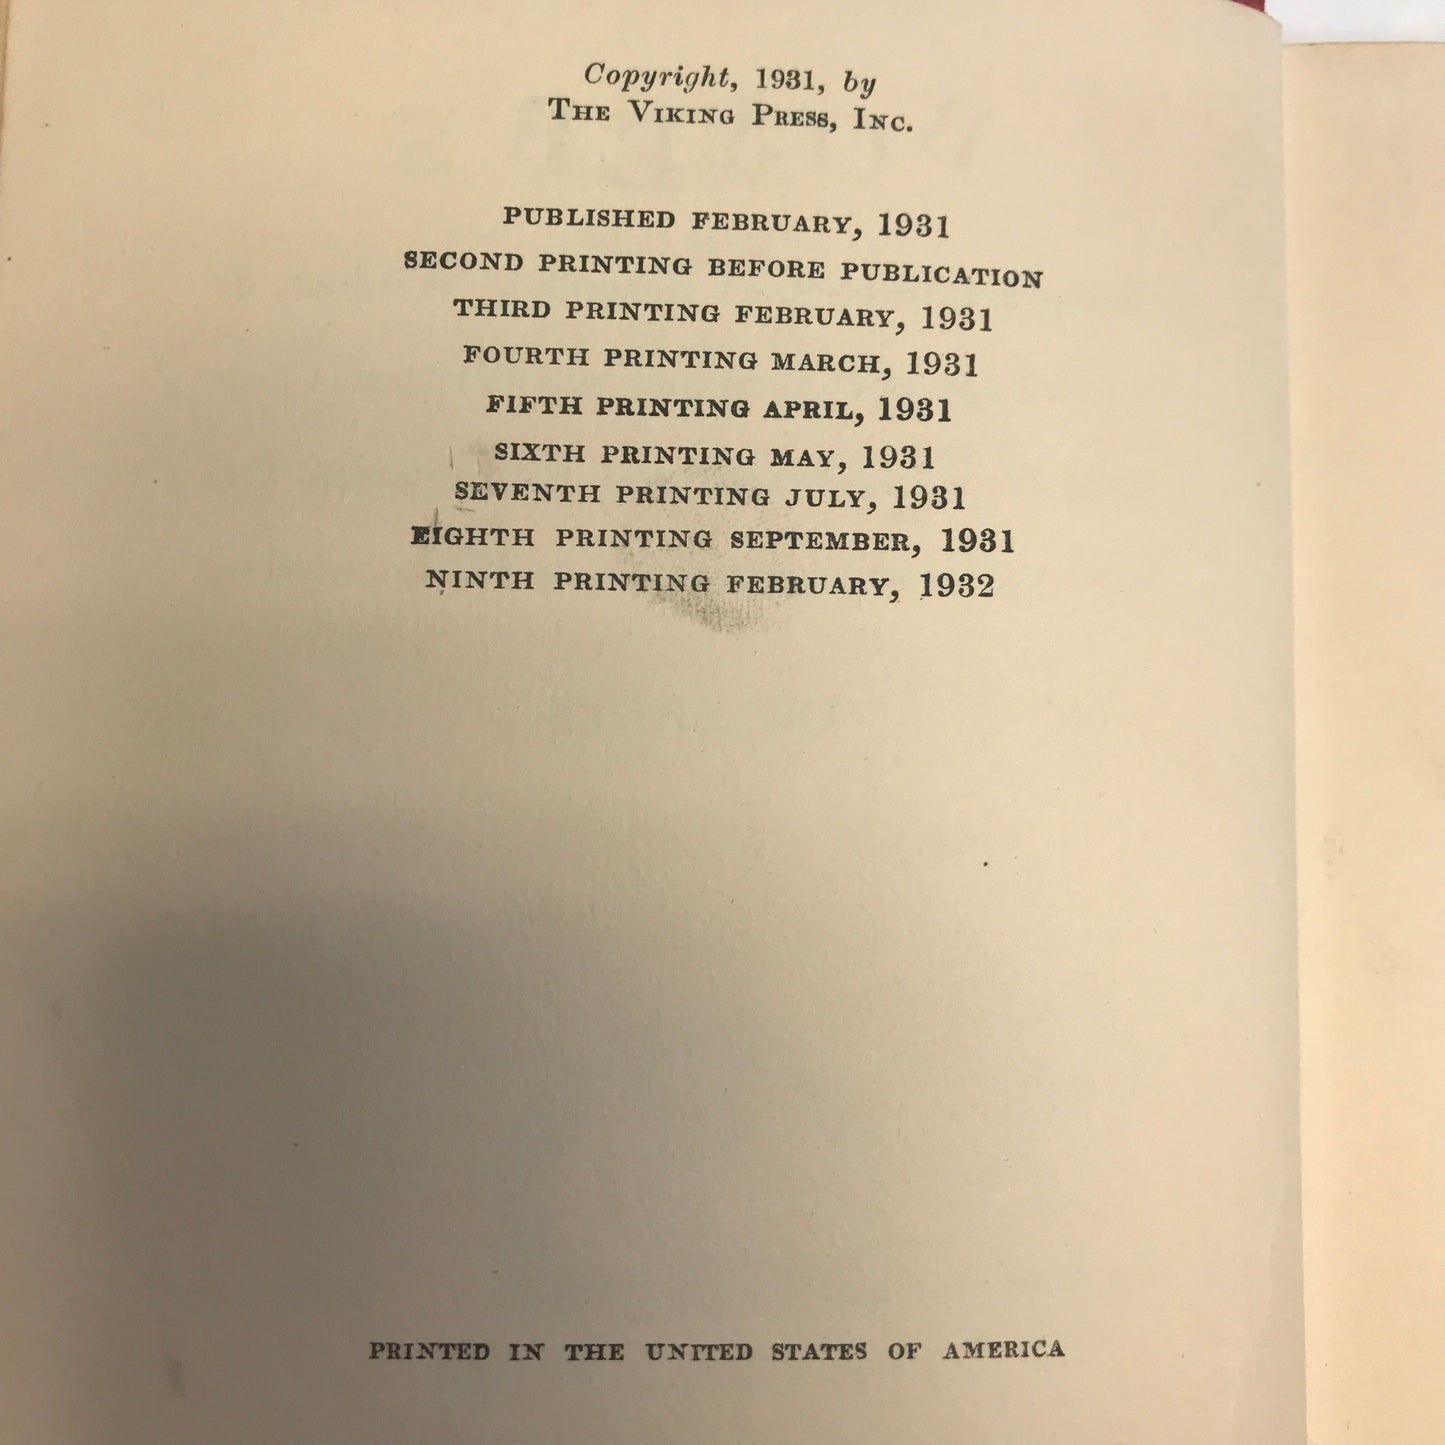 Copyright, 1931, by
THE VIKING PRESS, INC.
PUBLISHED FEBRUARY, 1931
SECOND PRINTING BEFORE PUBLICATION
THIRD PRINTING FEBRUARY, 1931
FOURTH PRINTING MARCH, 1931
FIFTH PRINTING APRIL, 1931
SIXTH PRINTING MAY, 1931
SEVENTH PRINTING JULY, 1931
EIGHTH PRINTING SEPTEMBER, 1931
NINTH PRINTING FEBRUARY, 1932
PRINTED IN THE UNITED STATES OF AMERICA